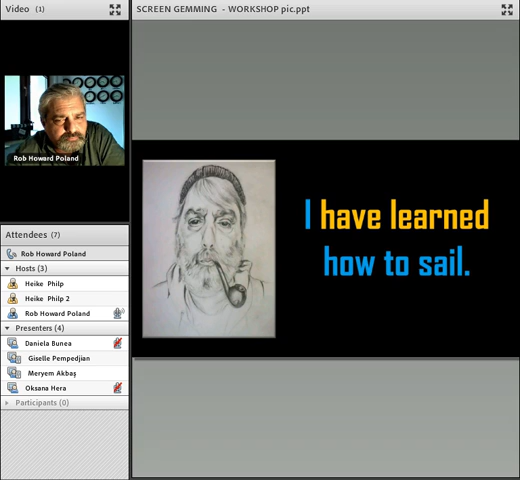 Video (1)
Rob Howard Poland
Attendees (7)
Rob Howard Poland
Hosts (3)
Heike Philp
Heike Philp 2
Rob Howard Poland
Presenters (4)
Daniela Bunea
Giselle Pempedjian
Meryem Akbaş
Oksana Hera
Participants (0)
SCREEN GEMMING - WORKSHOP pic.ppt
I have learned
how to sail.